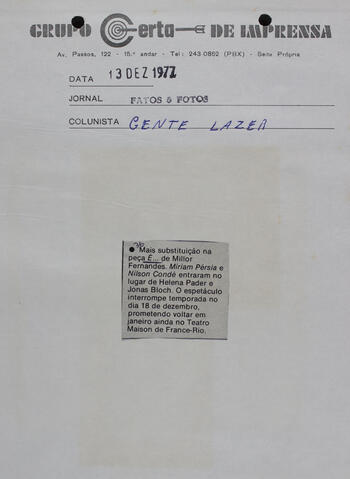 GRUPO Certa DE IMPRENSA
Av. Passos, 122 - 15.º andar - Tel: 243 0862 (PBX) - Sede Própria
DATA 13 DEZ 1977
JORNAL FATOS & FOTOS
COLUNISTA GENTE LAZER
● Mais substituição na
peça É... de Millor
Fernandes. Miriam Pérsia e
Nilson Condé entraram no
lugar de Helena Pader e
Jonas Bloch. O espetáculo
interrompe temporada no
dia 18 de dezembro,
prometendo voltar em
janeiro ainda no Teatro
Maison de France-Rio.